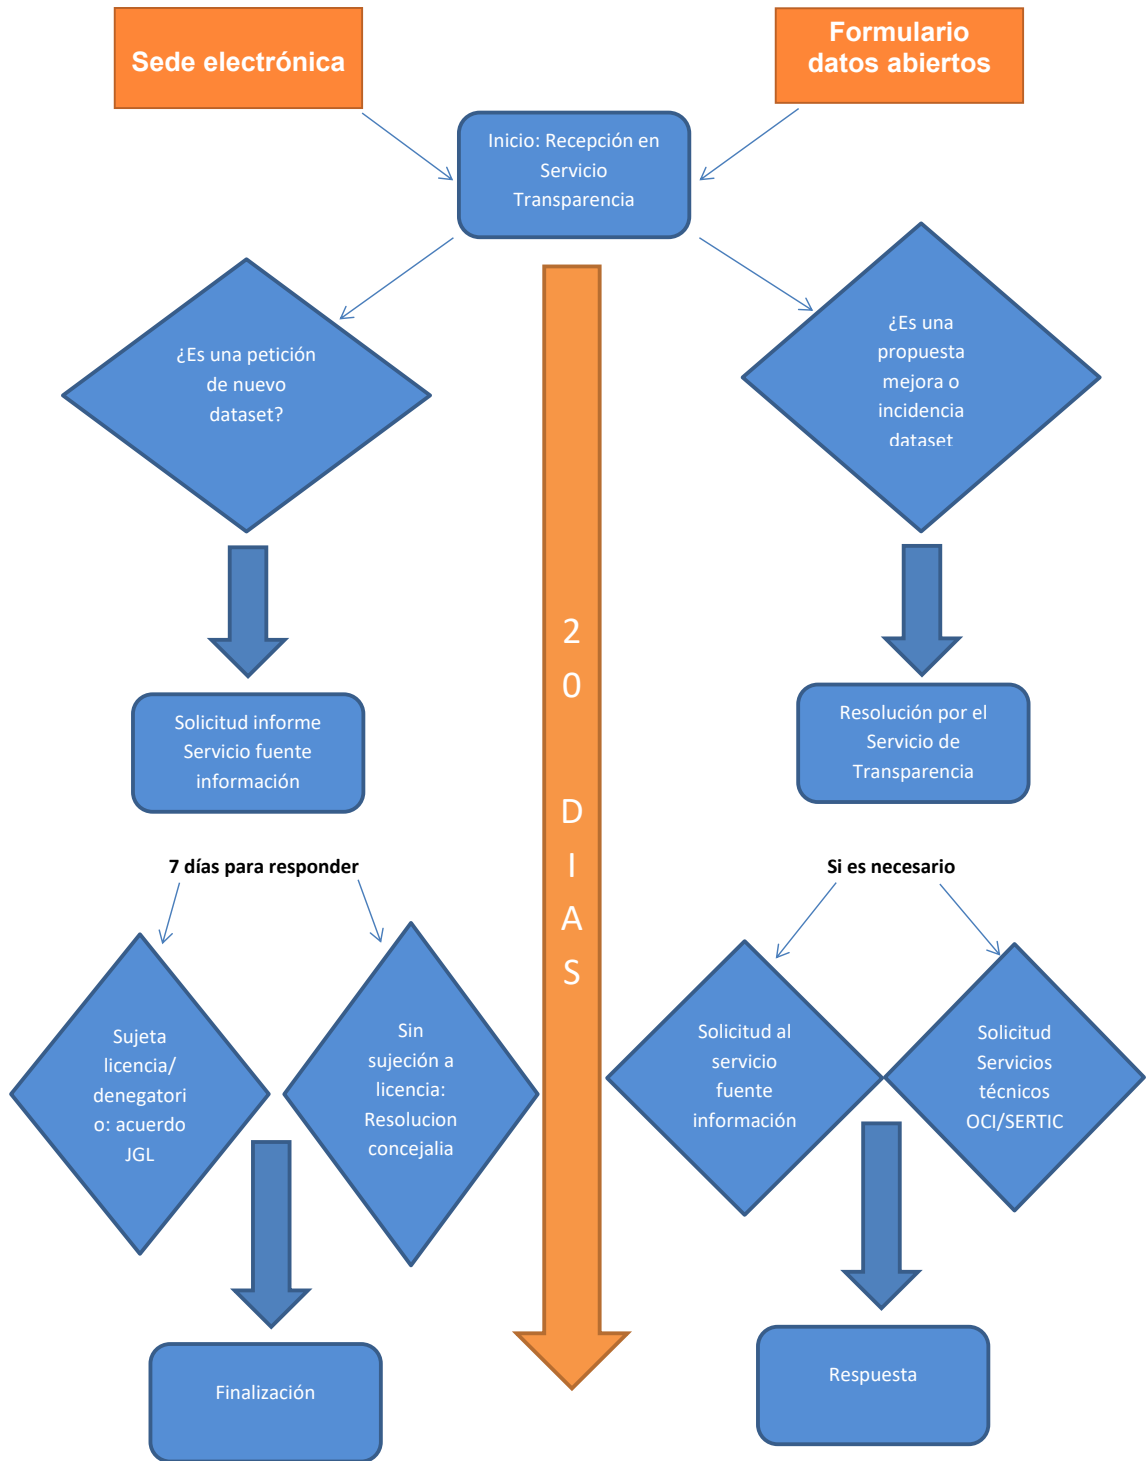 Sede electrónica
Formulario
datos abiertos
Inicio: Recepción en
Servicio
Transparencia
¿Es una petición
de nuevo
dataset?
¿Es una
propuesta
mejora o
incidencia
dataset
2
0
D
I
A
S
Solicitud informe
Servicio fuente
información
Resolución por el
Servicio de
Transparencia
7 días para responder
Si es necesario
Sujeta
licencia/
denegatori
o: acuerdo
JGL
Sin
sujeción a
licencia:
Resolucion
concejalia
Solicitud al
servicio
fuente
información
Solicitud
Servicios
técnicos
OCI/SERTIC
Finalización
Respuesta